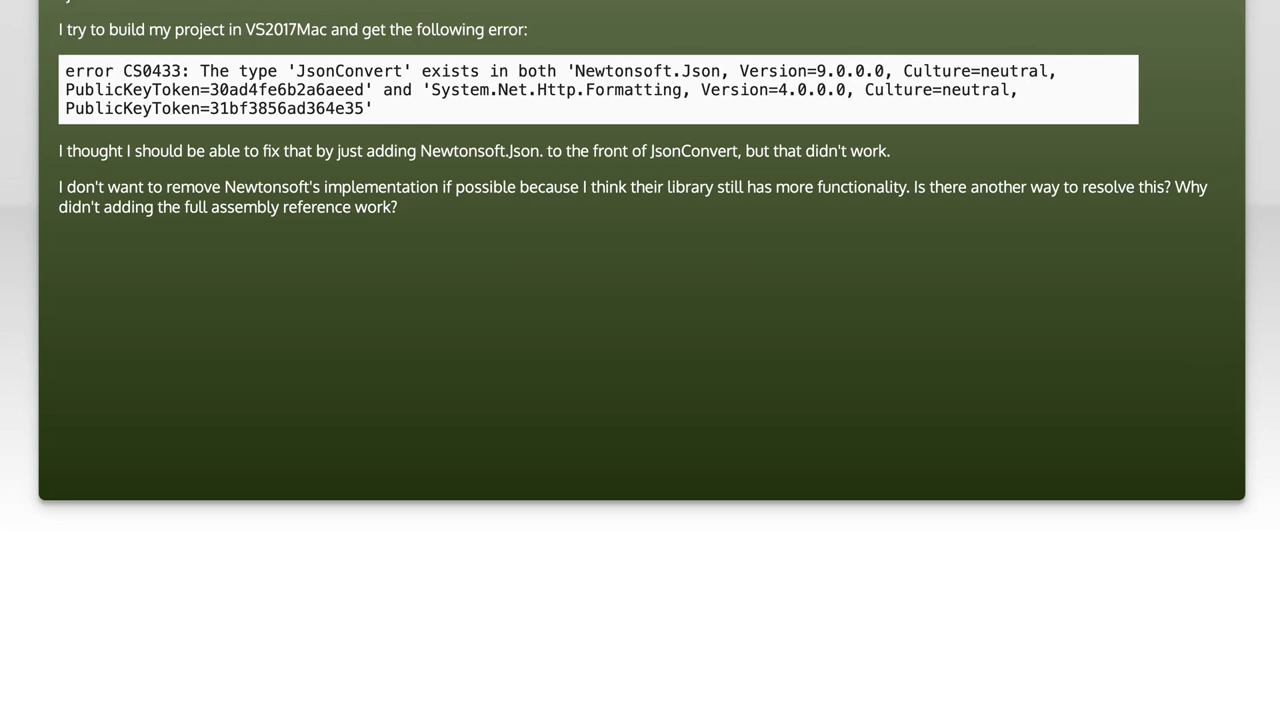 I try to build my project in VS2017Mac and get the following error:
error CS0433: The type 'JsonConvert' exists in both 'Newtonsoft.Json, Version=9.0.0.0, Culture=neutral,
PublicKeyToken=30ad4fe6b2a6aeed' and 'System.Net.Http.Formatting, Version=4.0.0.0, Culture=neutral,
PublicKeyToken=31bf3856ad364e35'
I thought I should be able to fix that by just adding Newtonsoft.Json. to the front of JsonConvert, but that didn't work.
I don't want to remove Newtonsoft's implementation if possible because I think their library still has more functionality. Is there another way to resolve this? Why
didn't adding the full assembly reference work?